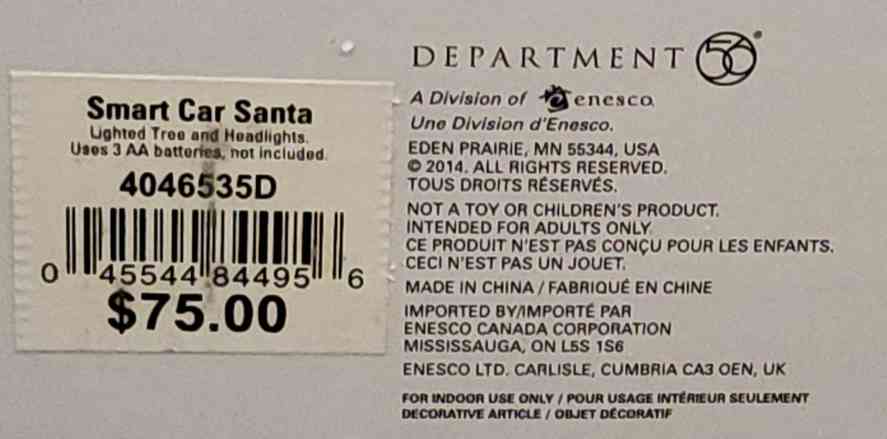 Smart Car Santa
Lighted Tree and Headlights.
Uses 3 AA batteries, not included.
4046535D
0 45544 84495 6
$75.00
DEPARTMENT 56®
A Division of enesco.
Une Division d'Enesco.
EDEN PRAIRIE, MN 55344, USA
© 2014. ALL RIGHTS RESERVED.
TOUS DROITS RÉSERVÉS.
NOT A TOY OR CHILDREN'S PRODUCT.
INTENDED FOR ADULTS ONLY.
CE PRODUIT N'EST PAS CONÇU POUR LES ENFANTS.
CECI N'EST PAS UN JOUET.
MADE IN CHINA / FABRIQUÉ EN CHINE
IMPORTED BY/IMPORTÉ PAR
ENESCO CANADA CORPORATION
MISSISSAUGA, ON L5S 1S6
ENESCO LTD. CARLISLE, CUMBRIA CA3 OEN, UK
FOR INDOOR USE ONLY / POUR USAGE INTÉRIEUR SEULEMENT
DECORATIVE ARTICLE / OBJET DÉCORATIF